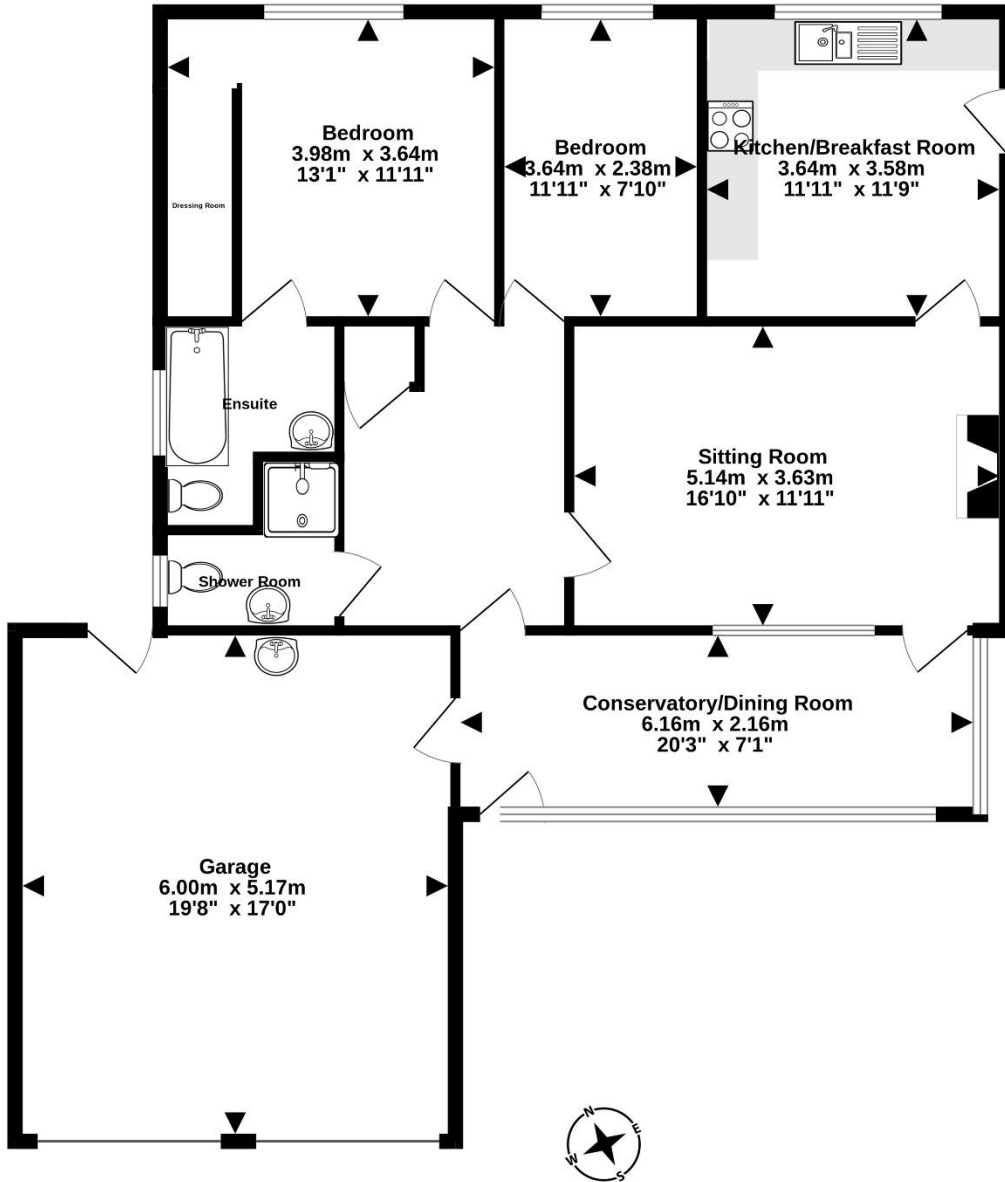 Bedroom
3.98m x 3.64m
13'1" x 11'11"
Bedroom
3.64m x 2.38m
11'11" x 7'10"
Kitchen/Breakfast Room
3.64m x 3.58m
11'11" x 11'9"
Dressing Room
Ensuite
Sitting Room
5.14m x 3.63m
16'10" x 11'11"
Shower Room
Conservatory/Dining Room
6.16m x 2.16m
20'3" x 7'1"
Garage
6.00m x 5.17m
19'8" x 17'0"
N
E
W
S